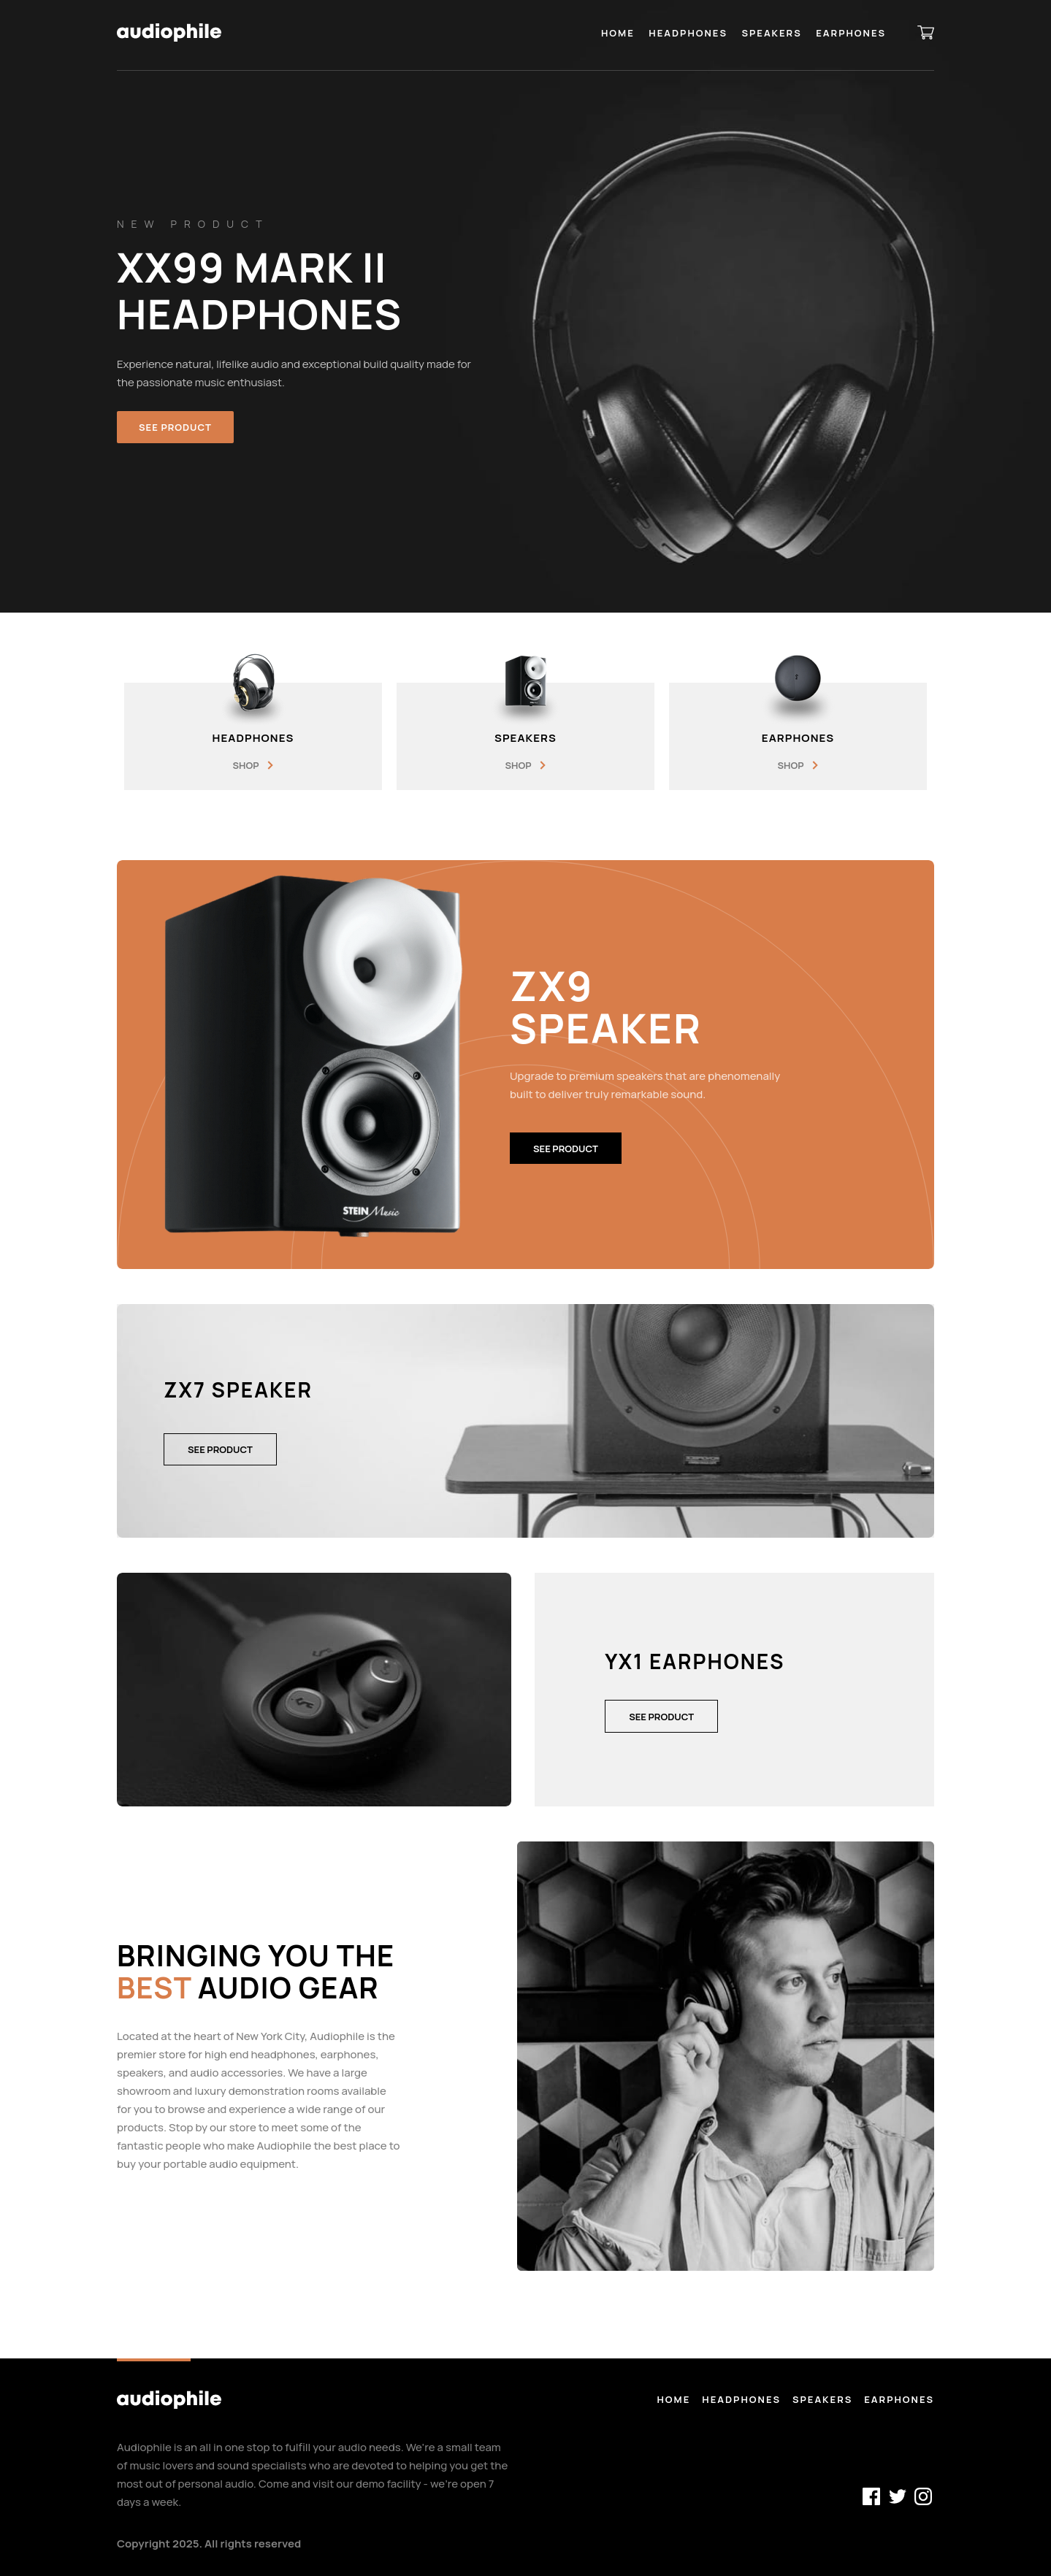 audiophile
HOME HEADPHONES SPEAKERS EARPHONES
NEW PRODUCT
XX99 MARK II
HEADPHONES
Experience natural, lifelike audio and exceptional build quality made for
the passionate music enthusiast.
SEE PRODUCT
HEADPHONES
SHOP
SPEAKERS
SHOP
EARPHONES
SHOP
STEIN Music
ZX9
SPEAKER
Upgrade to premium speakers that are phenomenally
built to deliver truly remarkable sound.
SEE PRODUCT
ZX7 SPEAKER
SEE PRODUCT
YX1 EARPHONES
SEE PRODUCT
BRINGING YOU THE
BEST AUDIO GEAR
Located at the heart of New York City, Audiophile is the
premier store for high end headphones, earphones,
speakers, and audio accessories. We have a large
showroom and luxury demonstration rooms available
for you to browse and experience a wide range of our
products. Stop by our store to meet some of the
fantastic people who make Audiophile the best place to
buy your portable audio equipment.
audiophile
HOME HEADPHONES SPEAKERS EARPHONES
Audiophile is an all in one stop to fulfill your audio needs. We're a small team
of music lovers and sound specialists who are devoted to helping you get the
most out of personal audio. Come and visit our demo facility - we're open 7
days a week.
Copyright 2025. All rights reserved